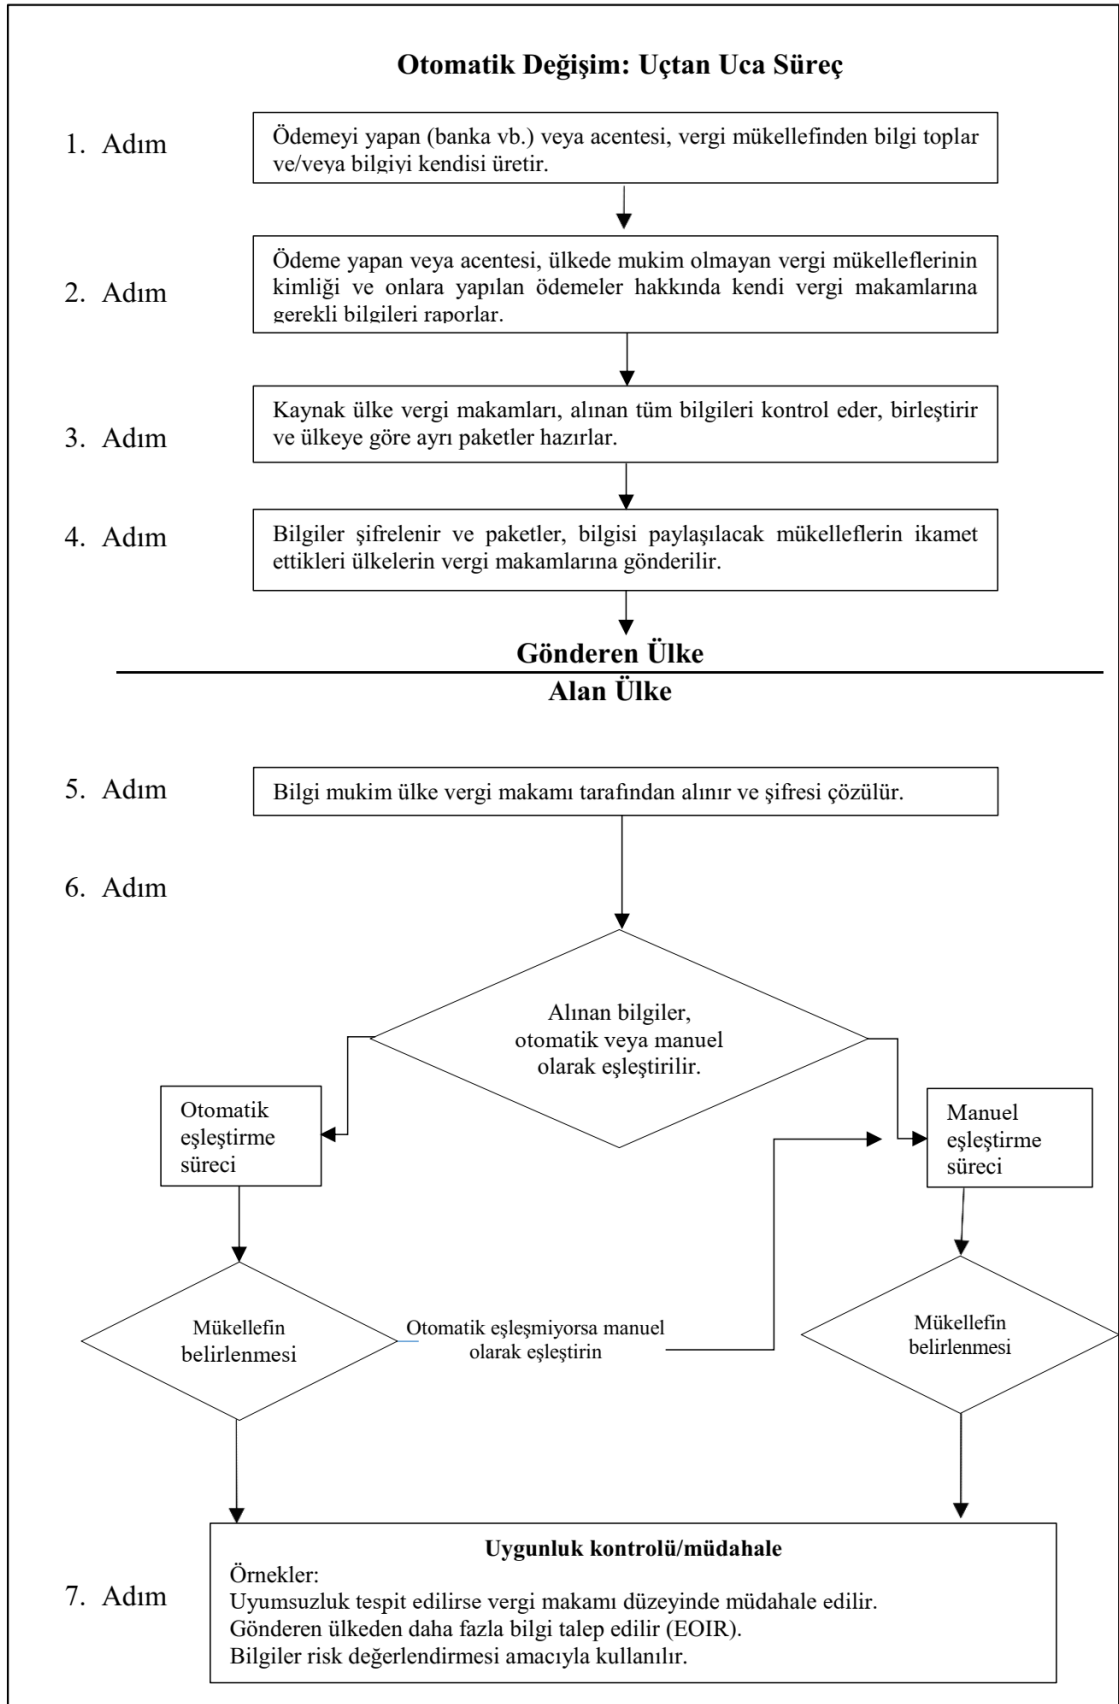 Otomatik Değişim: Uçtan Uca Süreç
1. Adım
Ödemeyi yapan (banka vb.) veya acentesi, vergi mükellefinden bilgi toplar
ve/veya bilgiyi kendisi üretir.
2. Adım
Ödeme yapan veya acentesi, ülkede mukim olmayan vergi mükelleflerinin
kimliği ve onlara yapılan ödemeler hakkında kendi vergi makamlarına
gerekli bilgileri raporlar.
3. Adım
Kaynak ülke vergi makamları, alınan tüm bilgileri kontrol eder, birleştirir
ve ülkeye göre ayrı paketler hazırlar.
4. Adım
Bilgiler şifrelenir ve paketler, bilgisi paylaşılacak mükelleflerin ikamet
ettikleri ülkelerin vergi makamlarına gönderilir.
Gönderen Ülke
Alan Ülke
5. Adım
Bilgi mukim ülke vergi makamı tarafından alınır ve şifresi çözülür.
6. Adım
Alınan bilgiler,
otomatik veya manuel
olarak eşleştirilir.
Otomatik
eşleştirme
süreci
Manuel
eşleştirme
süreci
Mükellefin
belirlenmesi
Otomatik eşleşmiyorsa manuel
olarak eşleştirin
Mükellefin
belirlenmesi
7. Adım
Uygunluk kontrolü/müdahale
Örnekler:
Uyumsuzluk tespit edilirse vergi makamı düzeyinde müdahale edilir.
Gönderen ülkeden daha fazla bilgi talep edilir (EOIR).
Bilgiler risk değerlendirmesi amacıyla kullanılır.